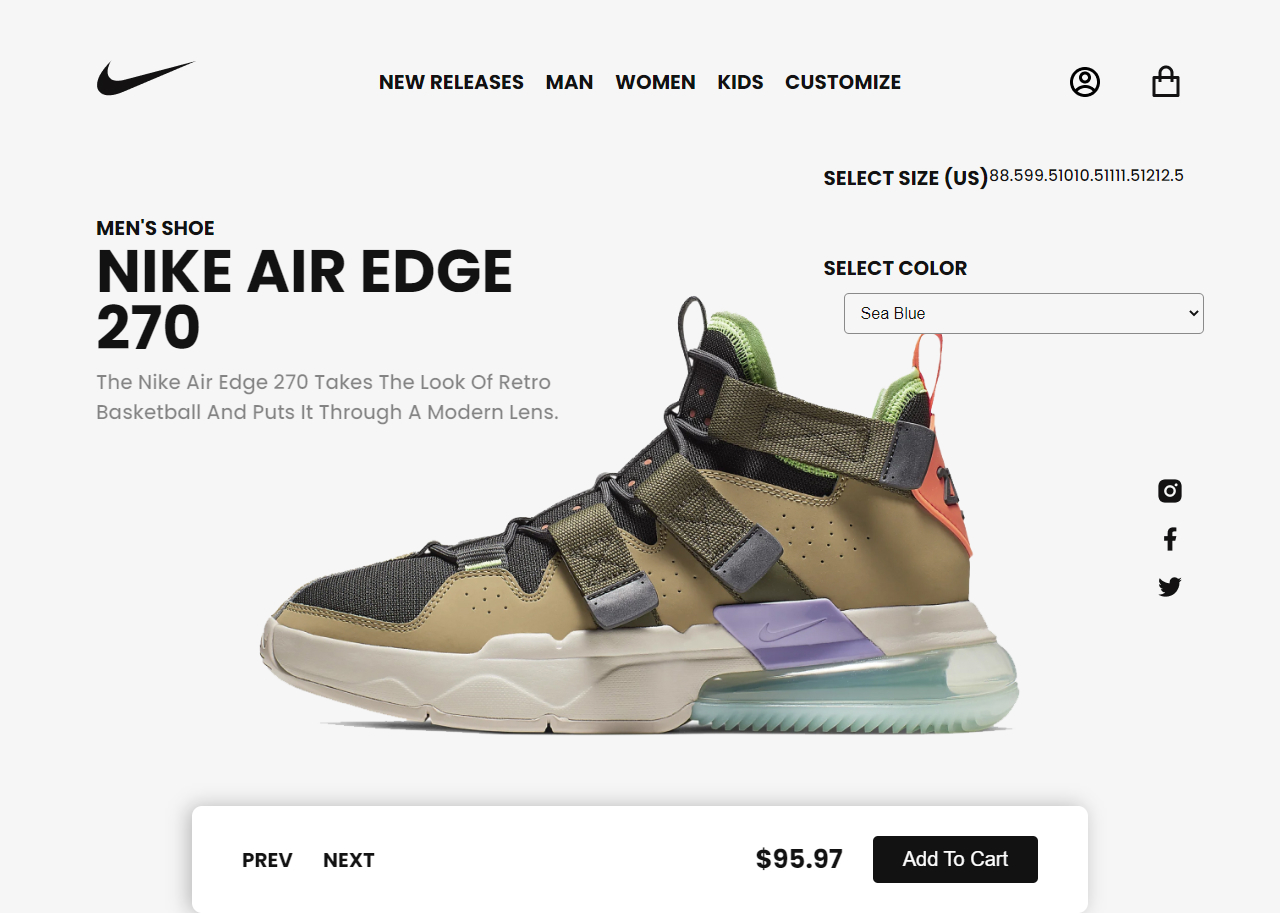 NEW RELEASES MAN WOMEN KIDS CUSTOMIZE
SELECT SIZE (US)88.599.51010.51111.51212.5
MEN'S SHOE
NIKE AIR EDGE
270
The Nike Air Edge 270 Takes The Look Of Retro
Basketball And Puts It Through A Modern Lens.
SELECT COLOR
Sea Blue
PREV NEXT $95.97 Add To Cart